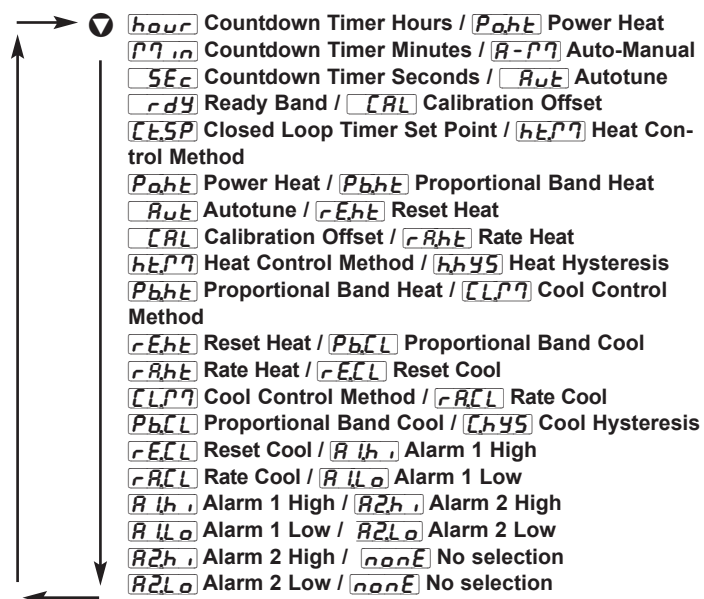 hour Countdown Timer Hours / Po.ht Power Heat
Min Countdown Timer Minutes / A-M Auto-Manual
SEc Countdown Timer Seconds / Aut Autotune
rdy Ready Band / CAL Calibration Offset
Ct.SP Closed Loop Timer Set Point / ht.M Heat Con-
trol Method
Po.ht Power Heat / Pb.ht Proportional Band Heat
Aut Autotune / rE.ht Reset Heat
CAL Calibration Offset / rA.ht Rate Heat
ht.M Heat Control Method / h.hyS Heat Hysteresis
Pb.ht Proportional Band Heat / CL.M Cool Control
Method
rE.ht Reset Heat / Pb.CL Proportional Band Cool
rA.ht Rate Heat / rE.CL Reset Cool
CL.M Cool Control Method / rA.CL Rate Cool
Pb.CL Proportional Band Cool / C.hyS Cool Hysteresis
rE.CL Reset Cool / A1.hi Alarm 1 High
rA.CL Rate Cool / A1.Lo Alarm 1 Low
A1.hi Alarm 1 High / A2.hi Alarm 2 High
A1.Lo Alarm 1 Low / A2.Lo Alarm 2 Low
A2.hi Alarm 2 High / nonE No selection
A2.Lo Alarm 2 Low / nonE No selection